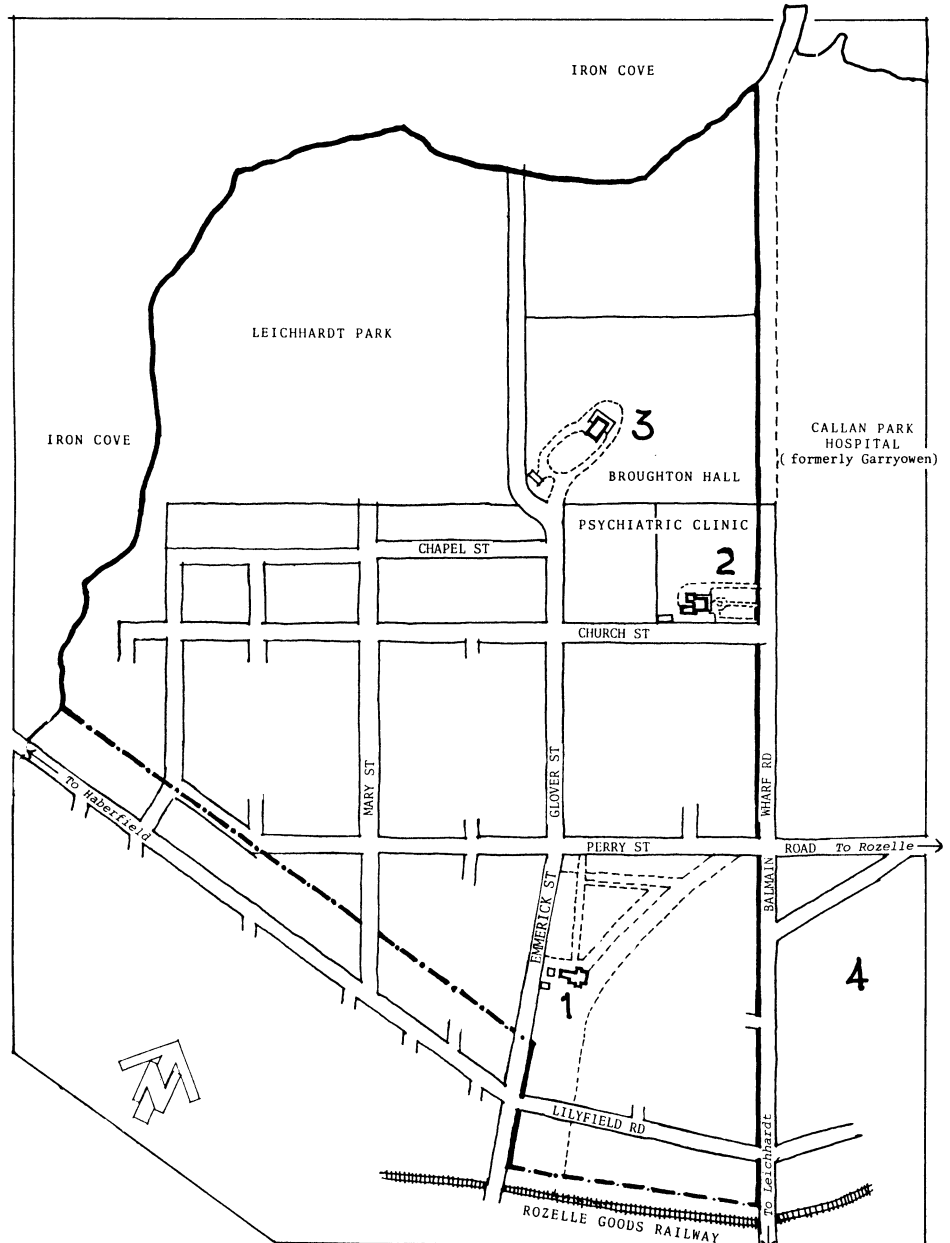 IRON COVE
LEICHHARDT PARK
IRON COVE
3
CALLAN PARK
HOSPITAL
( formerly Garryowen)
BROUGHTON HALL
PSYCHIATRIC CLINIC
CHAPEL ST
2
CHURCH ST
MARY ST
GLOVER ST
WHARF RD
To Haberfield
PERRY ST
ROAD To Rozelle
BALMAIN
EMMERICK ST
4
1
N
LILYFIELD RD
To Leichhardt
ROZELLE GOODS RAILWAY